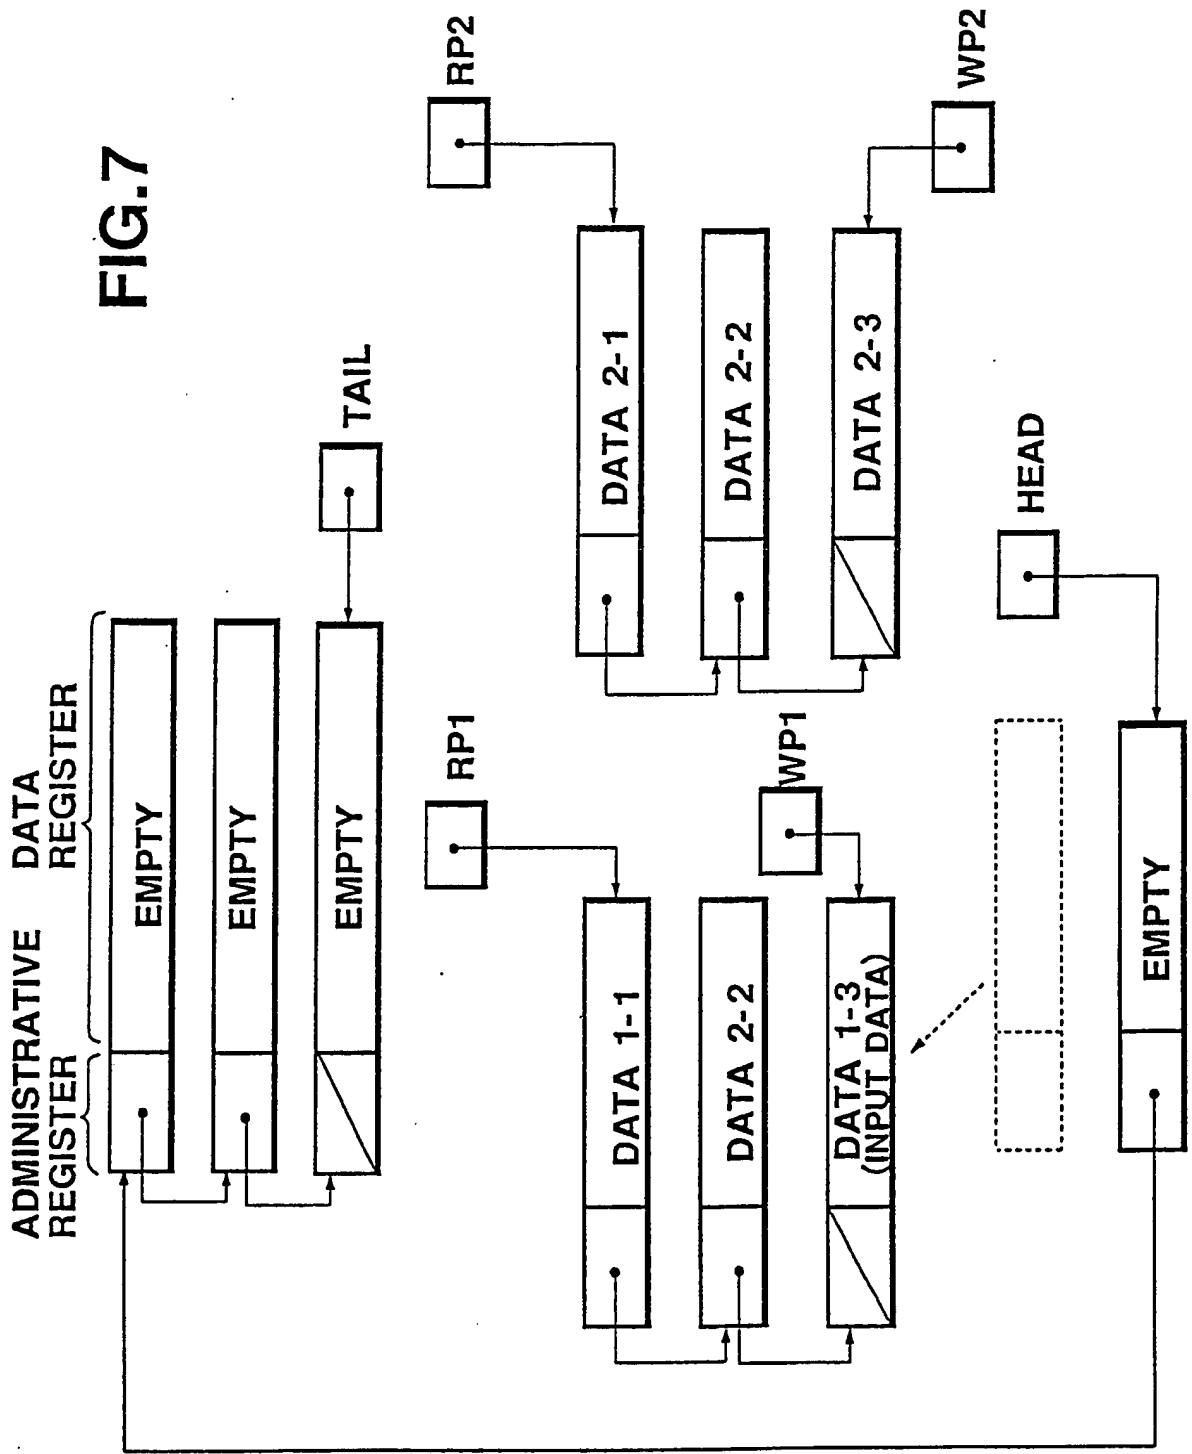 FIG.7
ADMINISTRATIVE
REGISTER
DATA
REGISTER
EMPTY
EMPTY
EMPTY
TAIL
RP1
DATA 1-1
DATA 2-2
DATA 1-3
(INPUT DATA)
WP1
RP2
DATA 2-1
DATA 2-2
DATA 2-3
WP2
HEAD
EMPTY